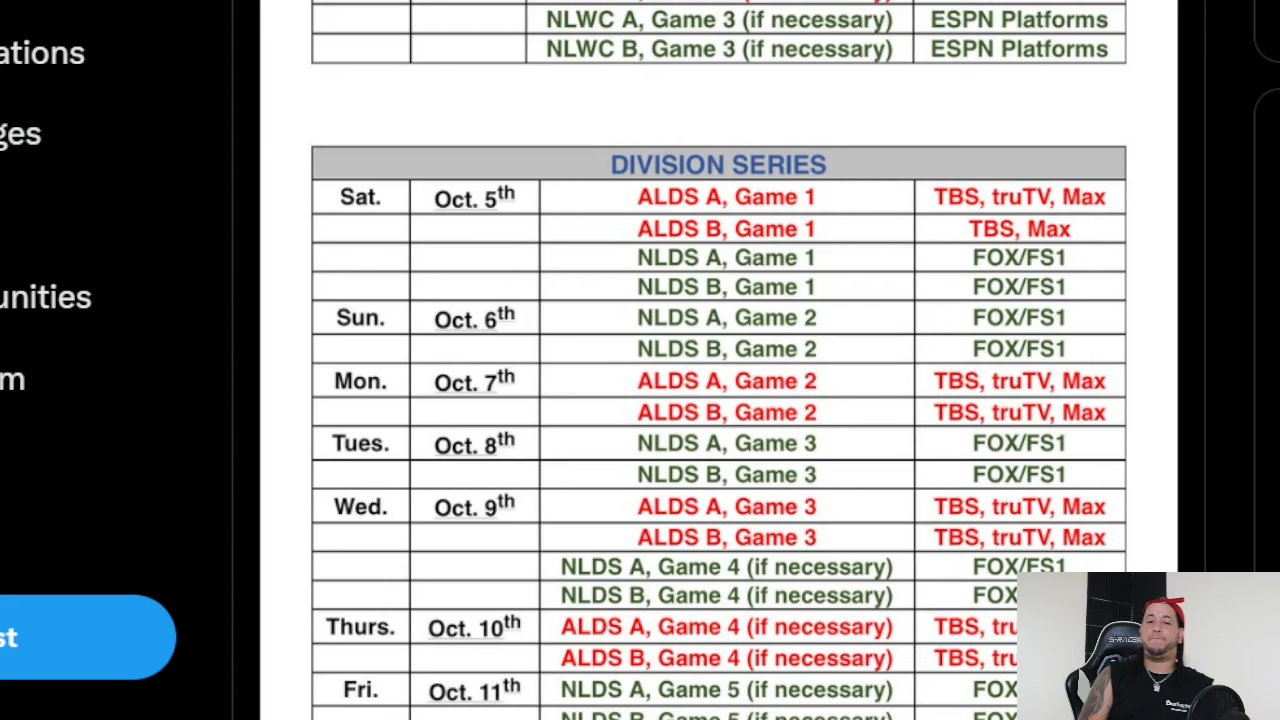 ations
ges
unities
m
st
NLWC A, Game 3 (if necessary) ESPN Platforms
NLWC B, Game 3 (if necessary) ESPN Platforms
DIVISION SERIES
Sat. Oct. 5th ALDS A, Game 1 TBS, truTV, Max
ALDS B, Game 1 TBS, Max
NLDS A, Game 1 FOX/FS1
NLDS B, Game 1 FOX/FS1
Sun. Oct. 6th NLDS A, Game 2 FOX/FS1
NLDS B, Game 2 FOX/FS1
Mon. Oct. 7th ALDS A, Game 2 TBS, truTV, Max
ALDS B, Game 2 TBS, truTV, Max
Tues. Oct. 8th NLDS A, Game 3 FOX/FS1
NLDS B, Game 3 FOX/FS1
Wed. Oct. 9th ALDS A, Game 3 TBS, truTV, Max
ALDS B, Game 3 TBS, truTV, Max
NLDS A, Game 4 (if necessary) FOX/FS1
NLDS B, Game 4 (if necessary) FOX
Thurs. Oct. 10th ALDS A, Game 4 (if necessary) TBS, tru
ALDS B, Game 4 (if necessary) TBS, tru
Fri. Oct. 11th NLDS A, Game 5 (if necessary) FOX
NLDS B, Game 5 (if necessary) FOX